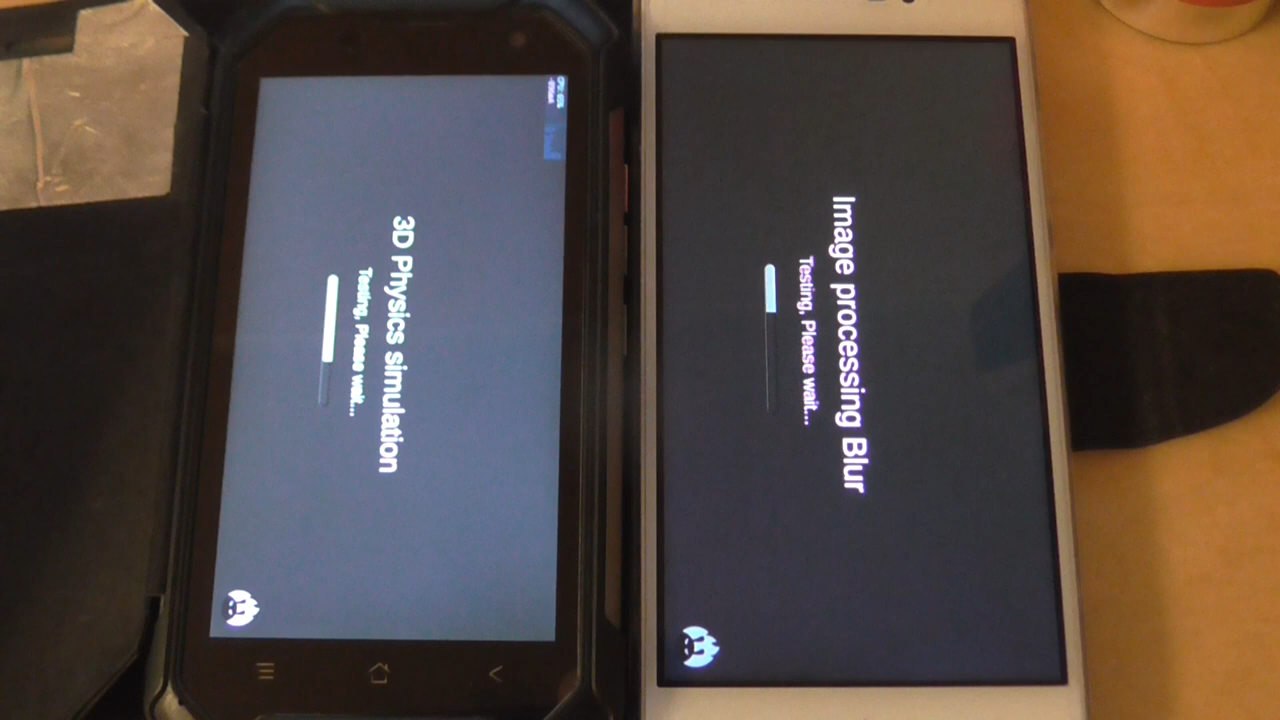 3D Physics simulation
Testing, Please wait...
Image processing Blur
Testing, Please wait...